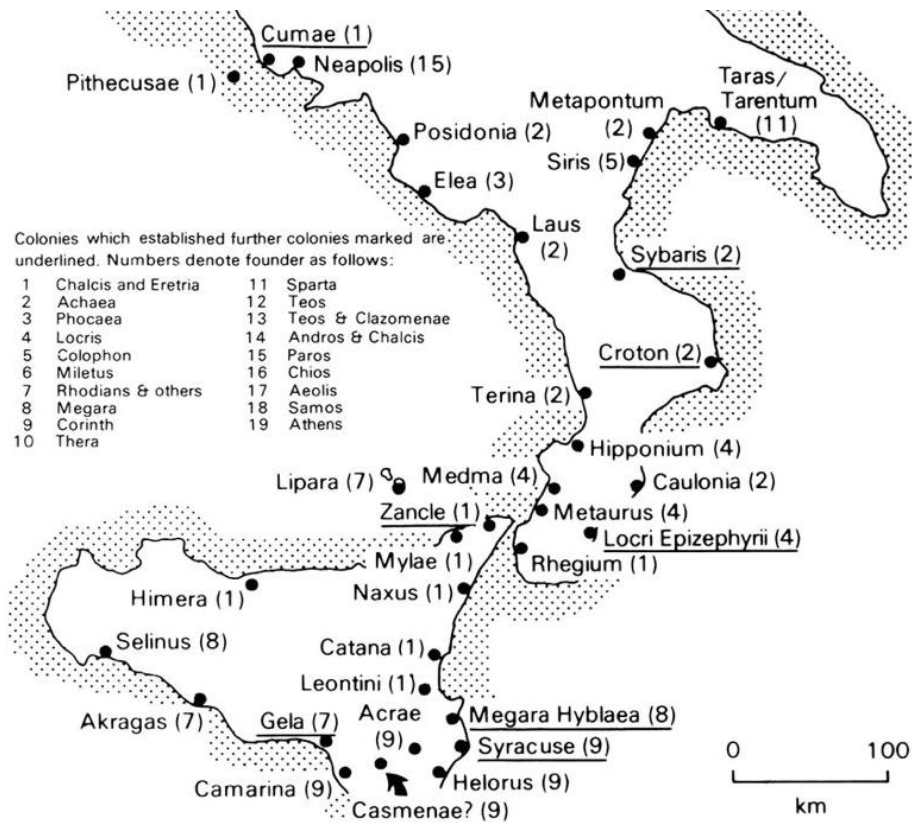 Cumae (1)
Neapolis (15)
Pithecusae (1)
Taras/
Tarentum
(11)
Metapontum
(2)
Posidonia (2)
Siris (5)
Elea (3)
Laus
(2)
Colonies which established further colonies marked are
underlined. Numbers denote founder as follows:
1 Chalcis and Eretria
2 Achaea
3 Phocaea
4 Locris
5 Colophon
6 Miletus
7 Rhodians & others
8 Megara
9 Corinth
10 Thera
11 Sparta
12 Teos
13 Teos & Clazomenae
14 Andros & Chalcis
15 Paros
16 Chios
17 Aeolis
18 Samos
19 Athens
Sybaris (2)
Croton (2)
Terina (2)
Hipponium (4)
Lipara (7)
Medma (4)
Caulonia (2)
Zancle (1)
Metaurus (4)
Locri Epizephyrii (4)
Mylae (1)
Rhegium (1)
Himera (1)
Naxus (1)
Selinus (8)
Catana (1)
Leontini (1)
Akragas (7)
Gela (7)
Acrae
(9)
Megara Hyblaea (8)
Syracuse (9)
Camarina (9)
Helorus (9)
Casmenae? (9)
0 100
km